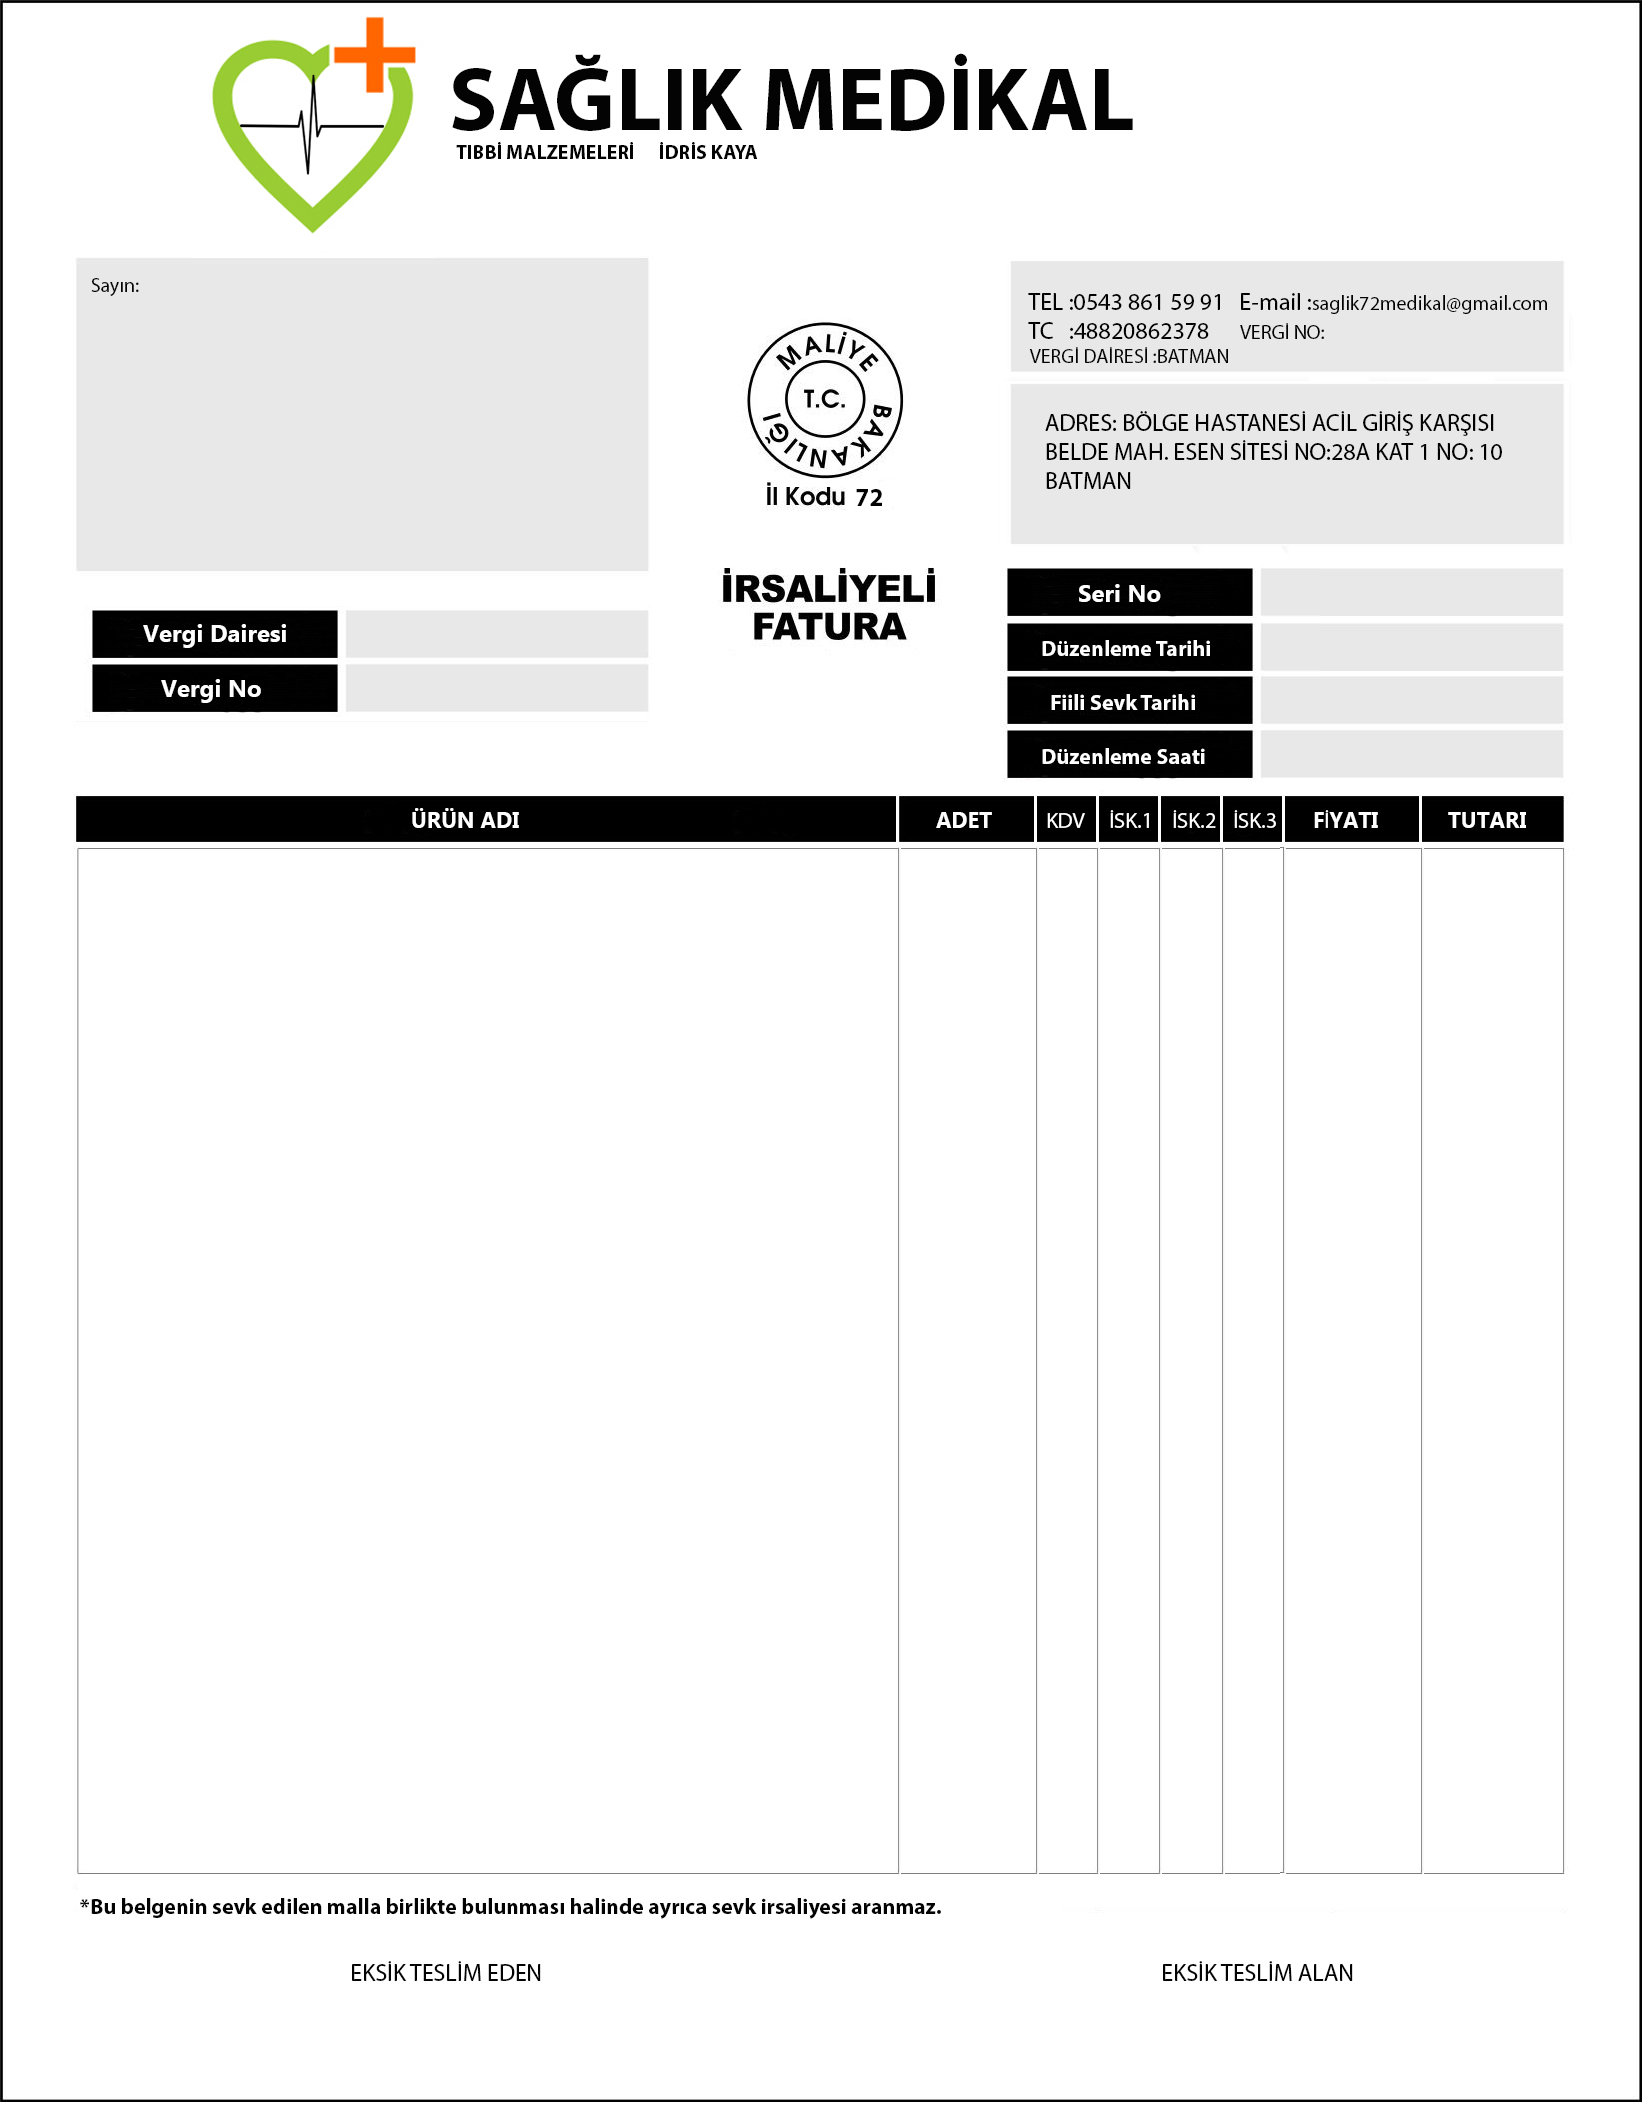 SAĞLIK MEDİKAL
TIBBİ MALZEMELERİ İDRİS KAYA
Sayın:
TEL :0543 861 59 91 E-mail :saglik72medikal@gmail.com
TC :48820862378 VERGİ NO:
VERGİ DAİRESİ :BATMAN
MALİYE
T.C.
BAKANLIĞI
İl Kodu 72
ADRES: BÖLGE HASTANESİ ACİL GİRİŞ KARŞISI
BELDE MAH. ESEN SİTESİ NO:28A KAT 1 NO: 10
BATMAN
İRSALİYELİ
FATURA
Vergi Dairesi
Vergi No
Seri No
Düzenleme Tarihi
Fiili Sevk Tarihi
Düzenleme Saati
ÜRÜN ADI ADET KDV İSK.1 İSK.2 İSK.3 FİYATI TUTARI
*Bu belgenin sevk edilen malla birlikte bulunması halinde ayrıca sevk irsaliyesi aranmaz.
EKSİK TESLİM EDEN EKSİK TESLİM ALAN